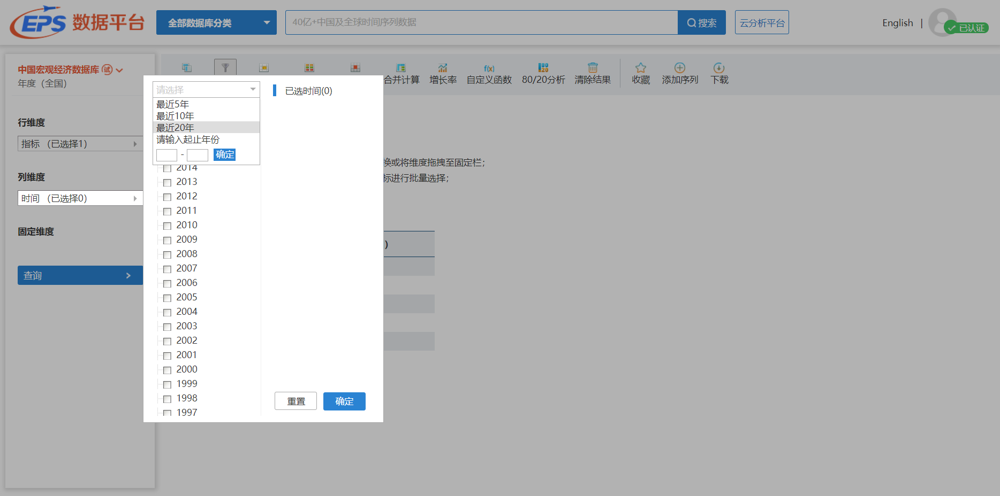 EPS 数据平台
全部数据库分类
40亿+中国及全球时间序列数据
搜索
云分析平台
English |
已认证
中国宏观经济数据库 试
年度（全国）
合并计算
增长率
f(x)
自定义函数
80/20分析
清除结果
收藏
添加序列
下载
行维度
指标 （已选择1）
列维度
时间 （已选择0）
固定维度
查询
请选择
最近5年
最近10年
最近20年
请输入起止年份
- 确定
2014
2013
2012
2011
2010
2009
2008
2007
2006
2005
2004
2003
2002
2001
2000
1999
1998
1997
已选时间(0)
重置
确定
换或将维度拖拽至固定栏；
标进行批量选择；
）